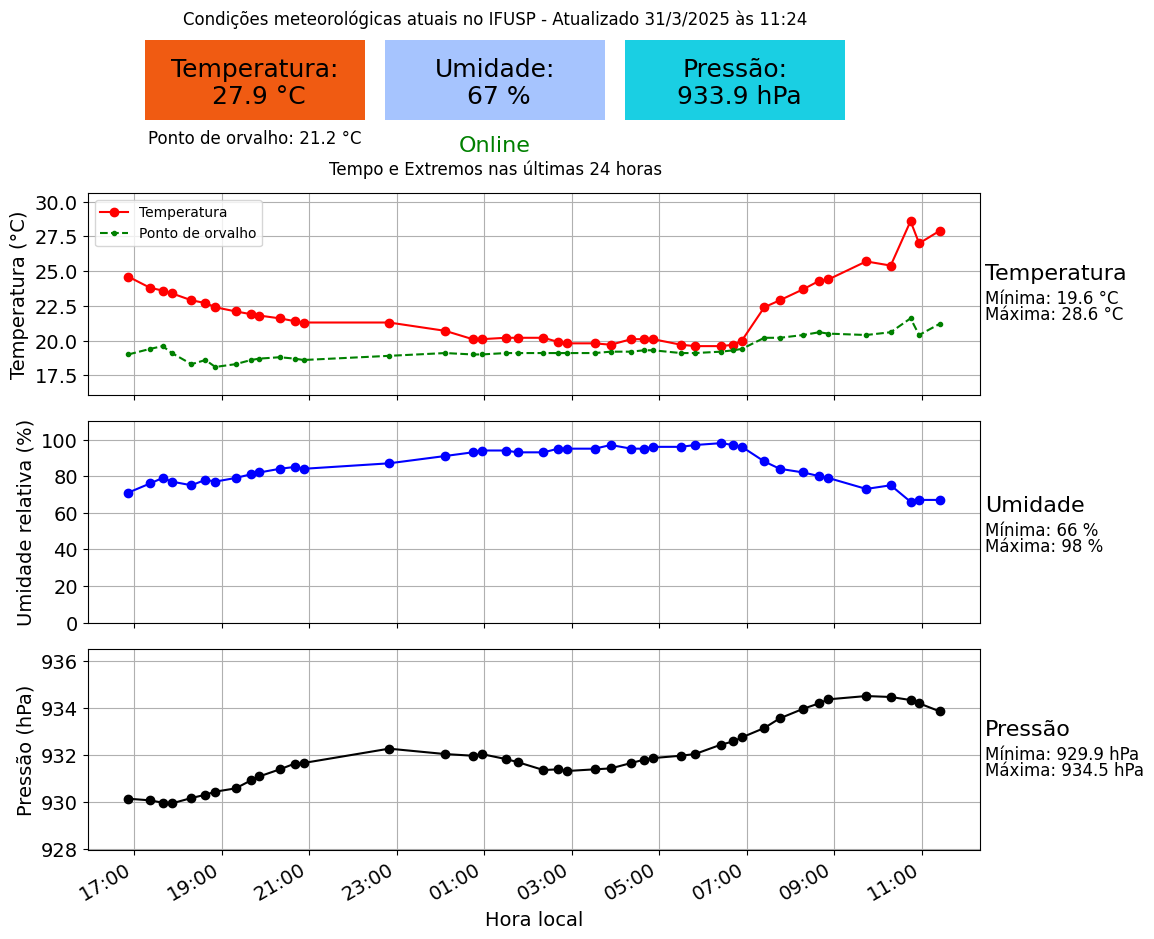 Condições meteorológicas atuais no IFUSP - Atualizado 31/3/2025 às 11:24
Temperatura:
27.9 °C
Umidade:
67 %
Pressão:
933.9 hPa
Ponto de orvalho: 21.2 °C
Online
Tempo e Extremos nas últimas 24 horas
Temperatura (°C)
30.0
27.5
25.0
22.5
20.0
17.5
Temperatura
Ponto de orvalho
Temperatura
Mínima: 19.6 °C
Máxima: 28.6 °C
Umidade relativa (%)
100
80
60
40
20
0
Umidade
Mínima: 66 %
Máxima: 98 %
Pressão (hPa)
936
934
932
930
928
Pressão
Mínima: 929.9 hPa
Máxima: 934.5 hPa
17:00
19:00
21:00
23:00
01:00
03:00
05:00
07:00
09:00
11:00
Hora local